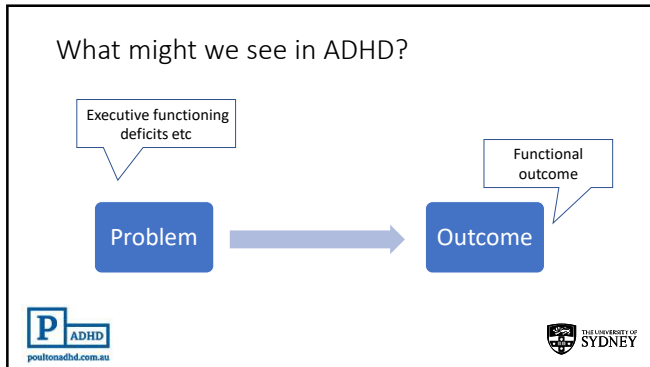 What might we see in ADHD?
Executive functioning
deficits etc
Functional
outcome
Problem
Outcome
P ADHD
poultonadhd.com.au
THE UNIVERSITY OF
SYDNEY